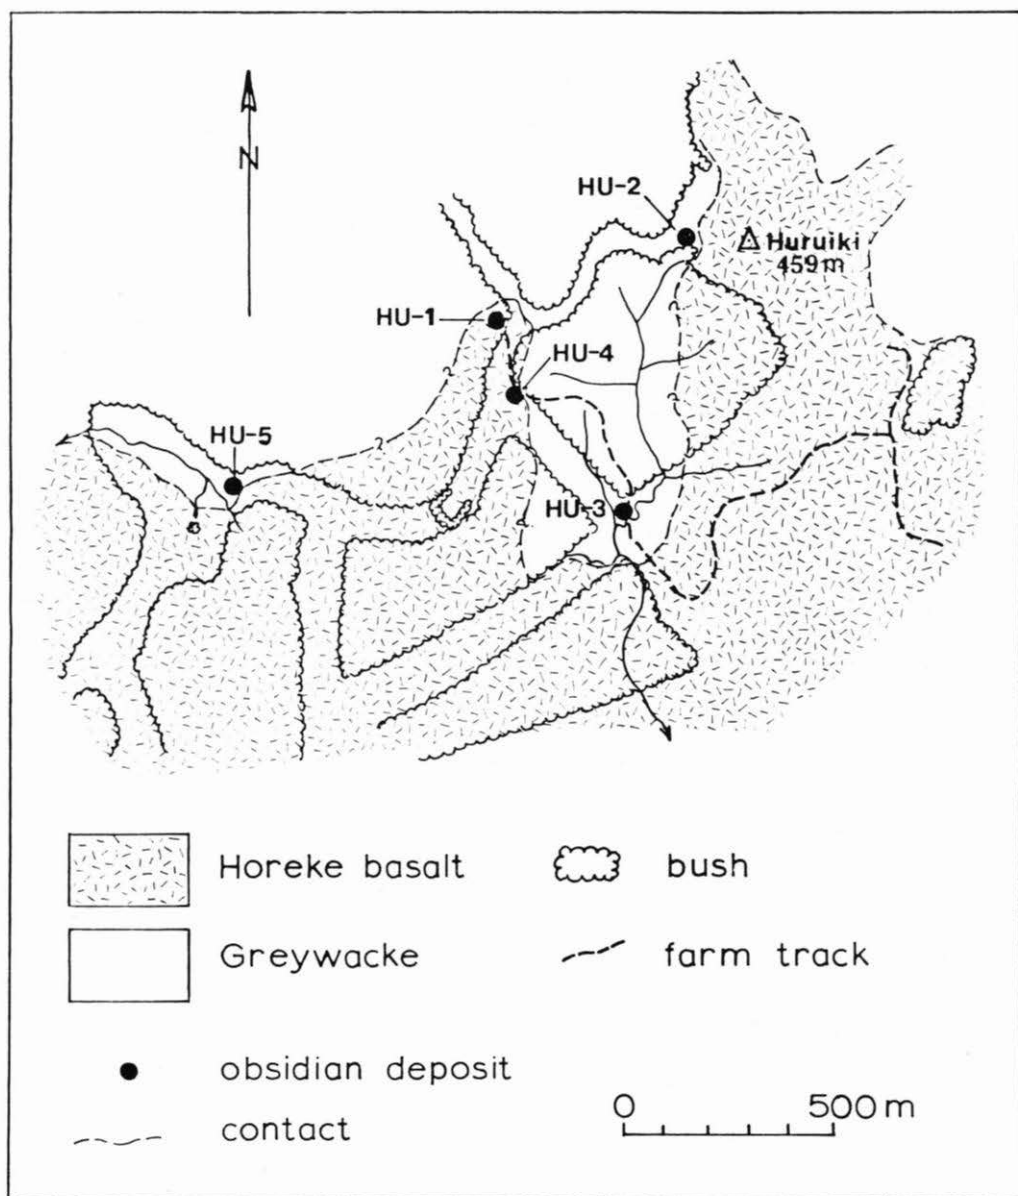 N
HU-2
Huruiki
459m
HU-1
HU-4
?
?
?
HU-5
HU-3
Horeke basalt
bush
Greywacke
farm track
obsidian deposit
contact
0 500m